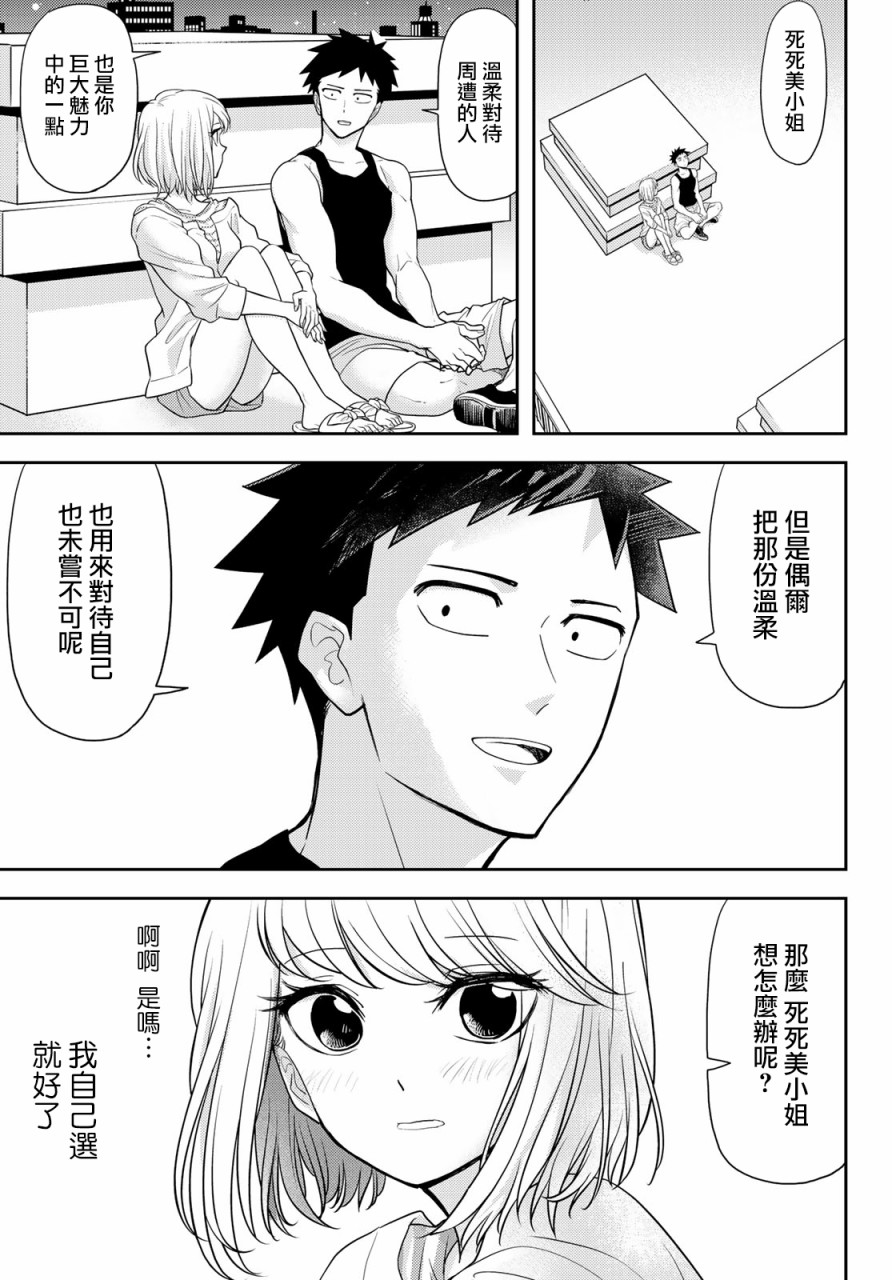 死死美小姐
溫柔對待
周遭的人
也是你
巨大魅力
中的一點
但是偶爾
把那份溫柔
也用來對待自己
也未嘗不可呢
那麼 死死美小姐
想怎麼辦呢?
啊啊 是嗎…
我自己選
就好了